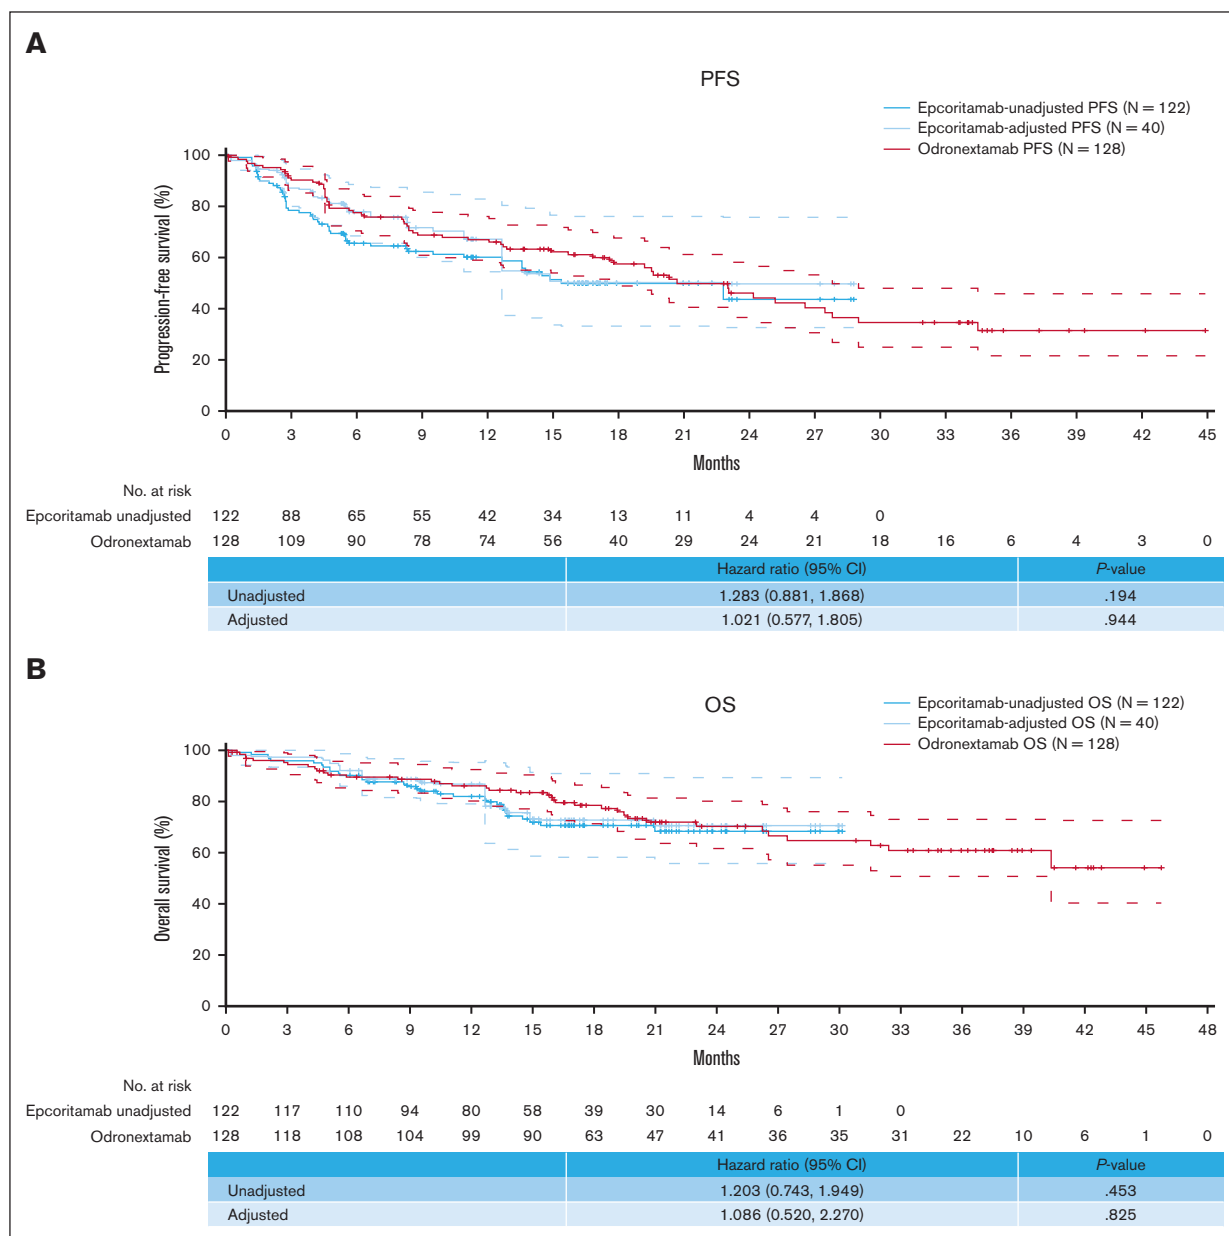 A
PFS
Epcoritamab-unadjusted PFS (N = 122)
Epcoritamab-adjusted PFS (N = 40)
Odronextamab PFS (N = 128)
Progression-free survival (%)
100
80
60
40
20
0
0 3 6 9 12 15 18 21 24 27 30 33 36 39 42 45
Months
No. at risk
Epcoritamab unadjusted 122 88 65 55 42 34 13 11 4 4 0
Odronextamab 128 109 90 78 74 56 40 29 24 21 18 16 6 4 3 0
Hazard ratio (95% CI) P-value
Unadjusted 1.283 (0.881, 1.868) .194
Adjusted 1.021 (0.577, 1.805) .944
B
OS
Epcoritamab-unadjusted OS (N = 122)
Epcoritamab-adjusted OS (N = 40)
Odronextamab OS (N = 128)
Overall survival (%)
100
80
60
40
20
0
0 3 6 9 12 15 18 21 24 27 30 33 36 39 42 45 48
Months
No. at risk
Epcoritamab unadjusted 122 117 110 94 80 58 39 30 14 6 1 0
Odronextamab 128 118 108 104 99 90 63 47 41 36 35 31 22 10 6 1 0
Hazard ratio (95% CI) P-value
Unadjusted 1.203 (0.743, 1.949) .453
Adjusted 1.086 (0.520, 2.270) .825